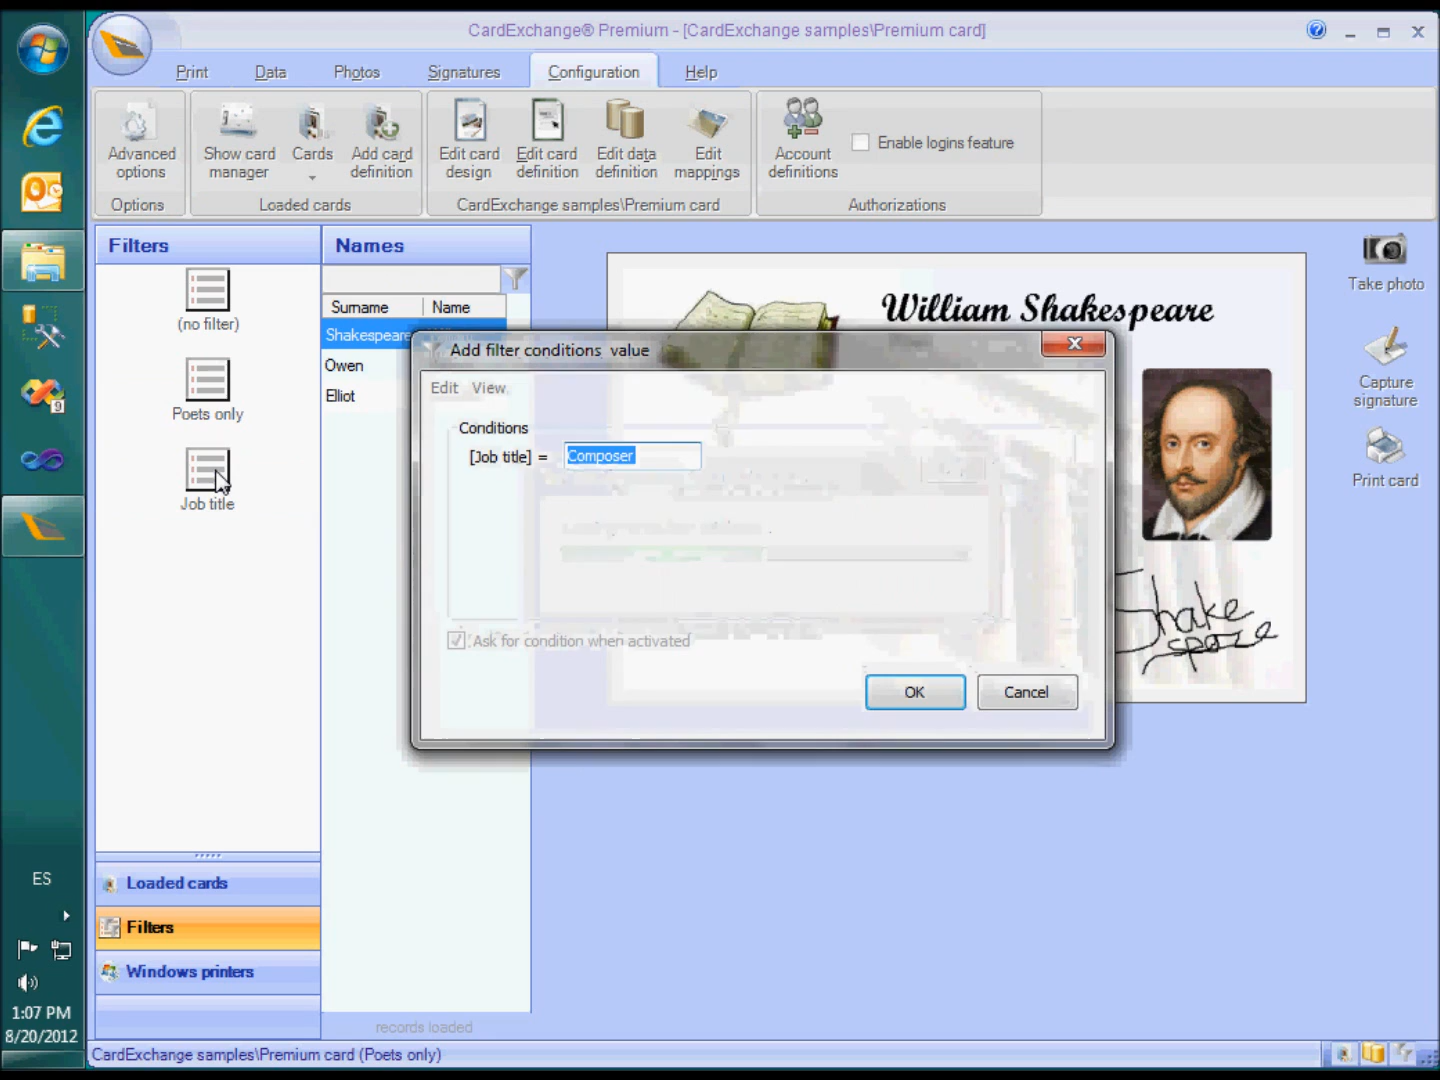 CardExchange® Premium - [CardExchange samples\Premium card]
Print Data Photos Signatures Configuration Help
Advanced options
Show card manager
Cards
Add card definition
Edit card design
Edit card definition
Edit data definition
Edit mappings
Account definitions
Enable logins feature
Options
Loaded cards
CardExchange samples\Premium card
Authorizations
Filters
(no filter)
Poets only
Job title
Names
Surname Name
Shakespeare
Owen
Elliot
William Shakespeare
Add filter conditions value
Edit View
Conditions
[Job title] = Composer
Ask for condition when activated
OK Cancel
Shake
Take photo
Capture signature
Print card
Loaded cards
Filters
Windows printers
records loaded
CardExchange samples\Premium card (Poets only)
9
ES
1:07 PM
8/20/2012